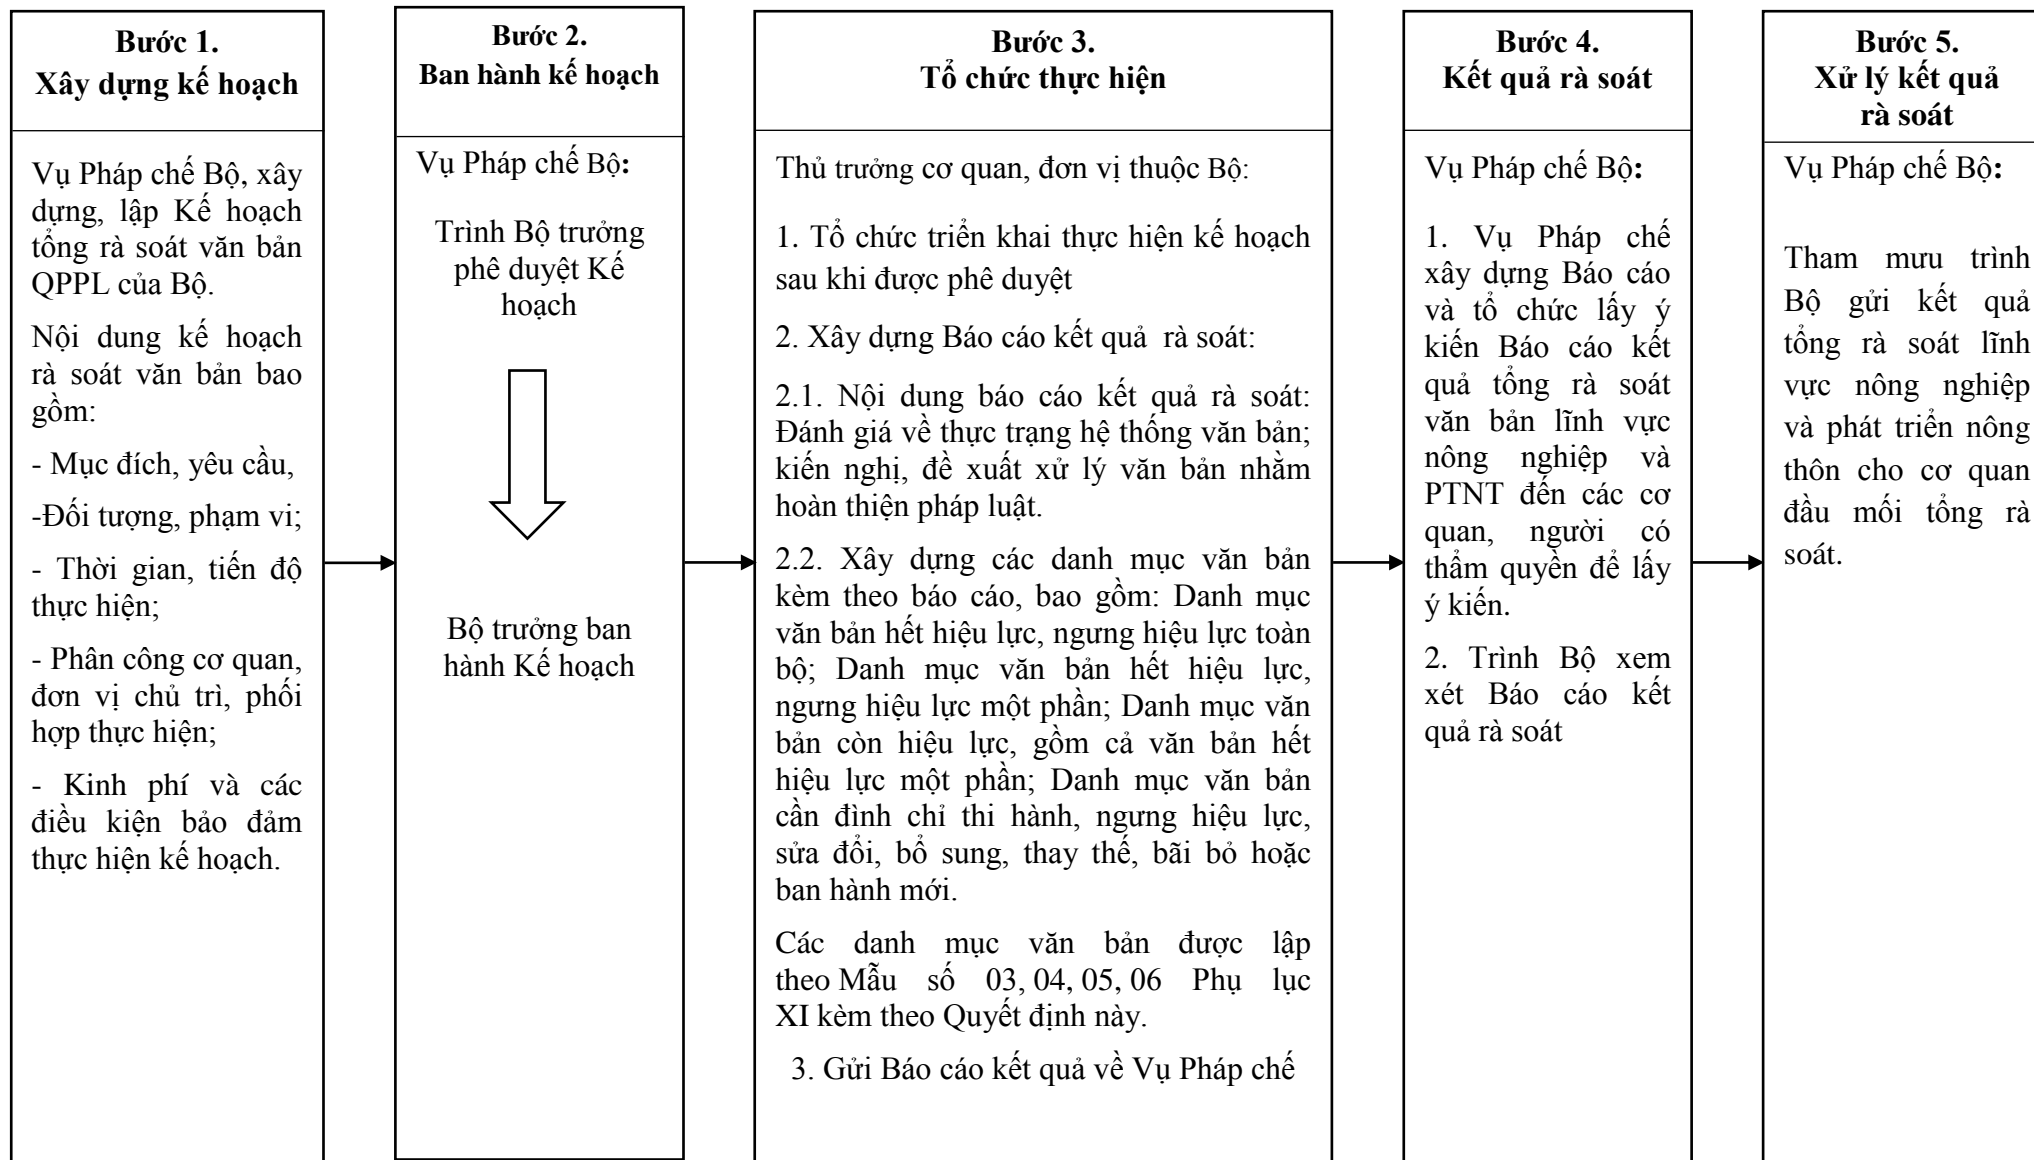 Bước 1.
Xây dựng kế hoạch
Vụ Pháp chế Bộ, xây
dựng, lập Kế hoạch
tổng rà soát văn bản
QPPL của Bộ.
Nội dung kế hoạch
rà soát văn bản bao
gồm:
- Mục đích, yêu cầu,
-Đối tượng, phạm vi;
- Thời gian, tiến độ
thực hiện;
- Phân công cơ quan,
đơn vị chủ trì, phối
hợp thực hiện;
- Kinh phí và các
điều kiện bảo đảm
thực hiện kế hoạch.
Bước 2.
Ban hành kế hoạch
Vụ Pháp chế Bộ:
Trình Bộ trưởng
phê duyệt Kế
hoạch
Bộ trưởng ban
hành Kế hoạch
Bước 3.
Tổ chức thực hiện
Thủ trưởng cơ quan, đơn vị thuộc Bộ:
1. Tổ chức triển khai thực hiện kế hoạch
sau khi được phê duyệt
2. Xây dựng Báo cáo kết quả rà soát:
2.1. Nội dung báo cáo kết quả rà soát:
Đánh giá về thực trạng hệ thống văn bản;
kiến nghị, đề xuất xử lý văn bản nhằm
hoàn thiện pháp luật.
2.2. Xây dựng các danh mục văn bản
kèm theo báo cáo, bao gồm: Danh mục
văn bản hết hiệu lực, ngưng hiệu lực toàn
bộ; Danh mục văn bản hết hiệu lực,
ngưng hiệu lực một phần; Danh mục văn
bản còn hiệu lực, gồm cả văn bản hết
hiệu lực một phần; Danh mục văn bản
cần đình chỉ thi hành, ngưng hiệu lực,
sửa đổi, bổ sung, thay thế, bãi bỏ hoặc
ban hành mới.
Các danh mục văn bản được lập
theo Mẫu số 03, 04, 05, 06 Phụ lục
XI kèm theo Quyết định này.
3. Gửi Báo cáo kết quả về Vụ Pháp chế
Bước 4.
Kết quả rà soát
Vụ Pháp chế Bộ:
1. Vụ Pháp chế
xây dựng Báo cáo
và tổ chức lấy ý
kiến Báo cáo kết
quả tổng rà soát
văn bản lĩnh vực
nông nghiệp và
PTNT đến các cơ
quan, người có
thẩm quyền để lấy
ý kiến.
2. Trình Bộ xem
xét Báo cáo kết
quả rà soát
Bước 5.
Xử lý kết quả
rà soát
Vụ Pháp chế Bộ:
Tham mưu trình
Bộ gửi kết quả
tổng rà soát lĩnh
vực nông nghiệp
và phát triển nông
thôn cho cơ quan
đầu mối tổng rà
soát.